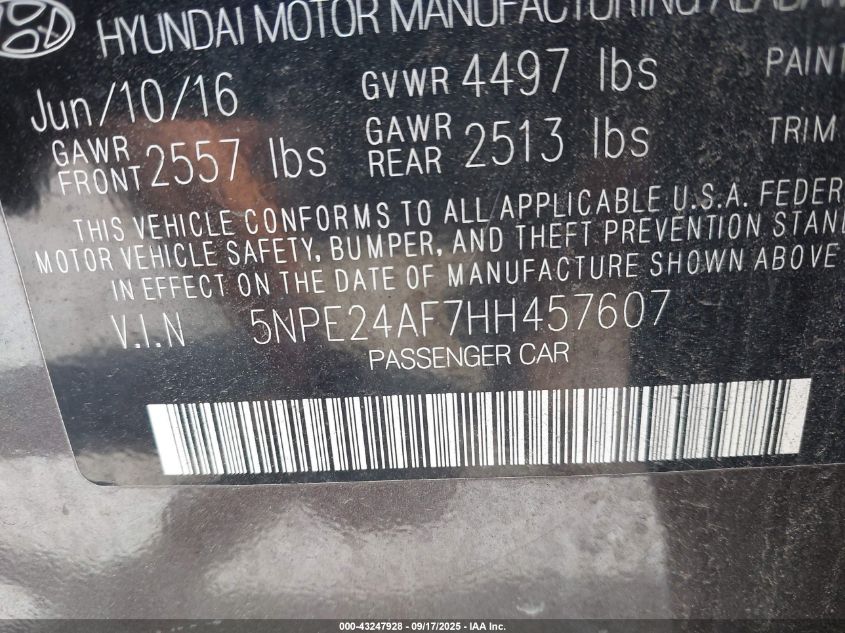 HYUNDAI MOTOR MANUFACTURING
Jun/10/16 GVWR 4497 lbs PAINT
GAWR FRONT 2557 lbs GAWR REAR 2513 lbs TRIM
THIS VEHICLE CONFORMS TO ALL APPLICABLE U.S.A. FEDER
MOTOR VEHICLE SAFETY, BUMPER, AND THEFT PREVENTION STAN
IN EFFECT ON THE DATE OF MANUFACTURE SHOWN ABOVE
V.I.N 5NPE24AF7HH457607
PASSENGER CAR
000-43247928 - 09/17/2025 - IAA Inc.